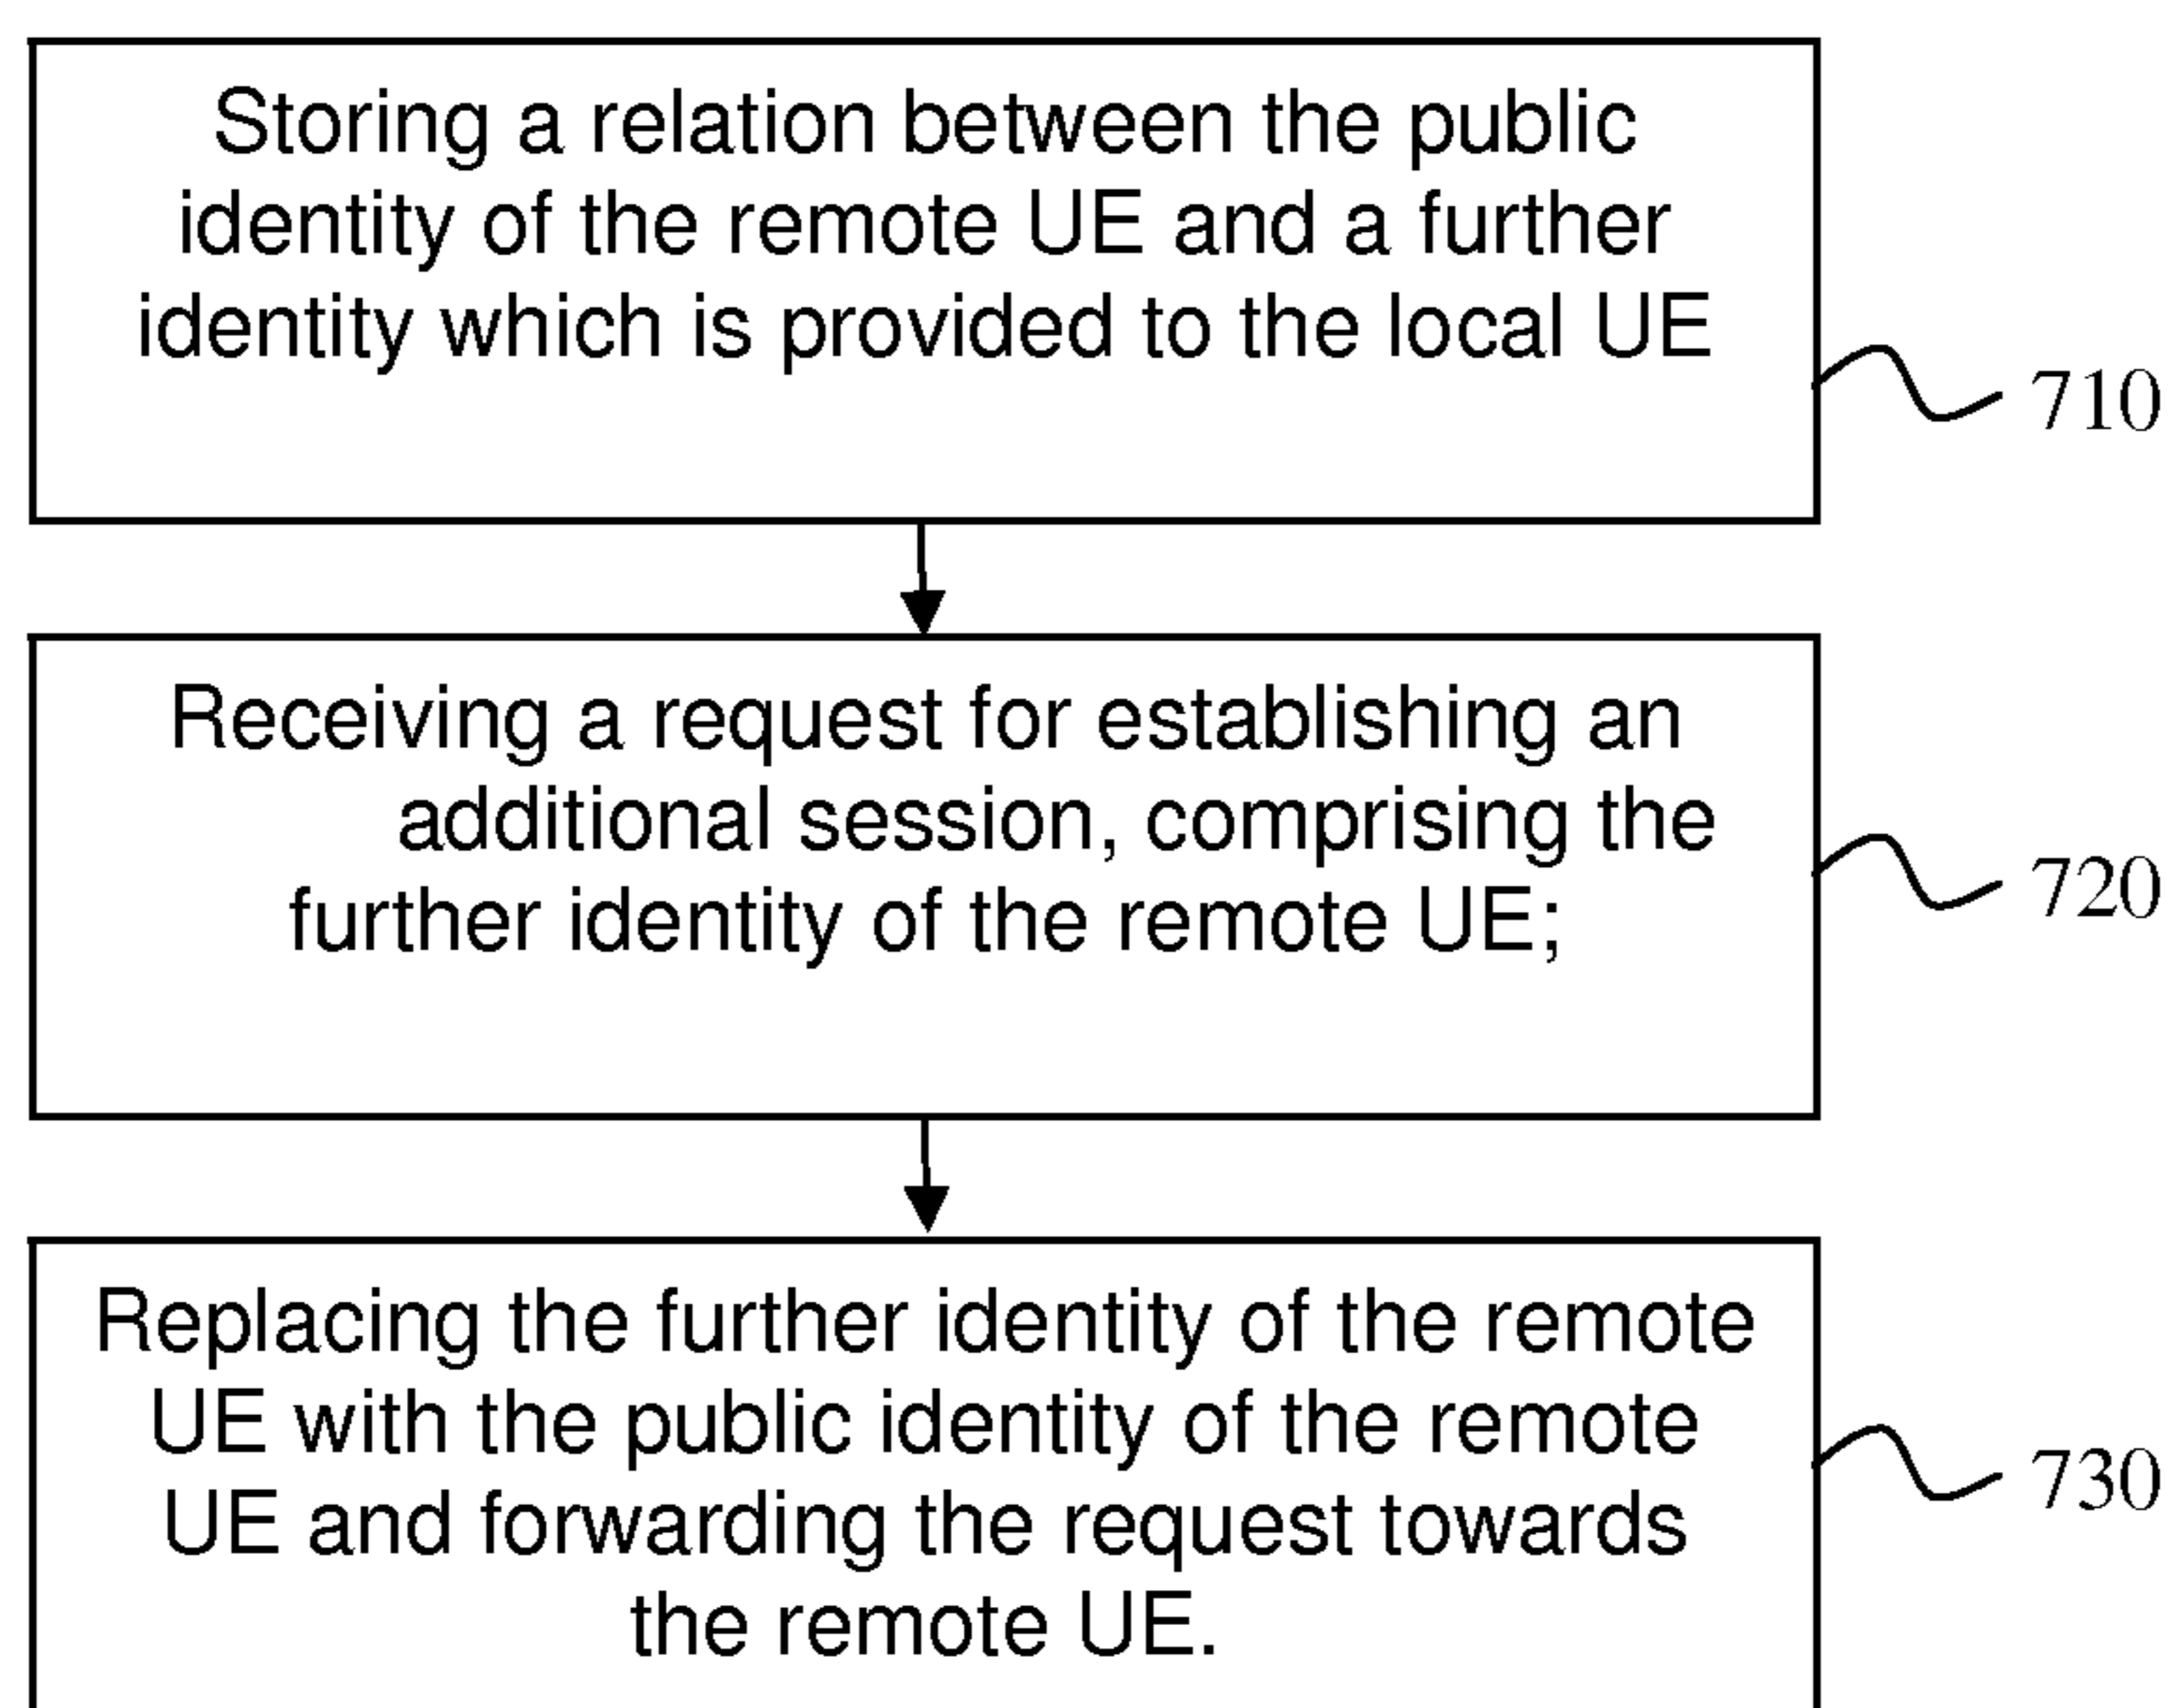 Storing a relation between the public
identity of the remote UE and a further
identity which is provided to the local UE
710
Receiving a request for establishing an
additional session, comprising the
further identity of the remote UE;
720
Replacing the further identity of the remote
UE with the public identity of the remote
UE and forwarding the request towards
the remote UE.
730